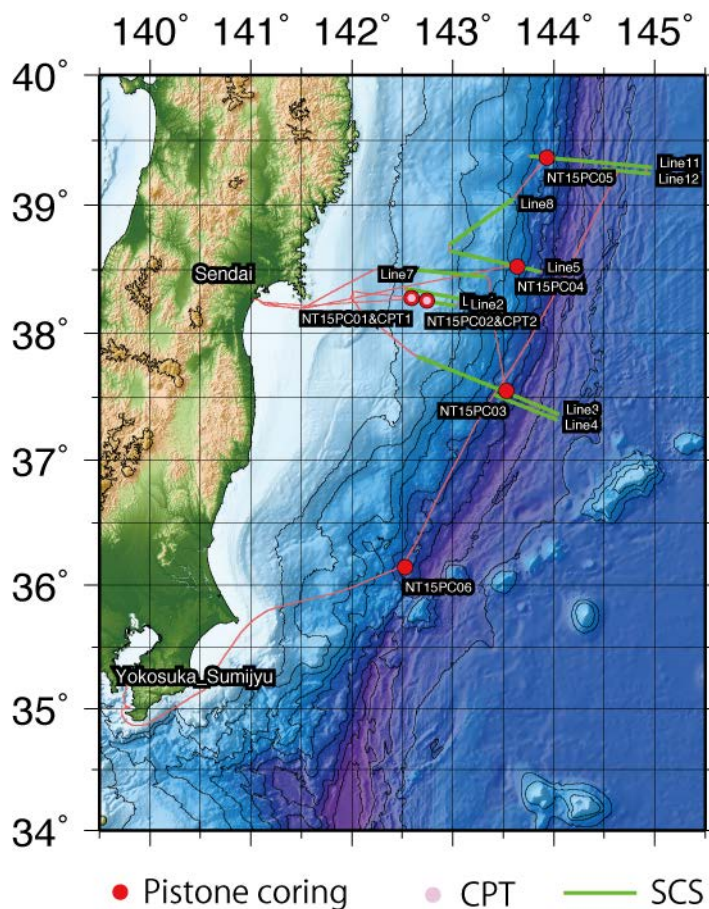 140° 141° 142° 143° 144° 145°
40°
Line11
Line12
NT15PC05
39°
Line8
Sendai
Line7
Line5
NT15PC04
Line2
NT15PC01&CPT1
NT15PC02&CPT2
38°
NT15PC03
Line3
Line4
37°
36°
NT15PC06
Yokosuka_Sumijyu
35°
34°
Pistone coring
CPT
SCS